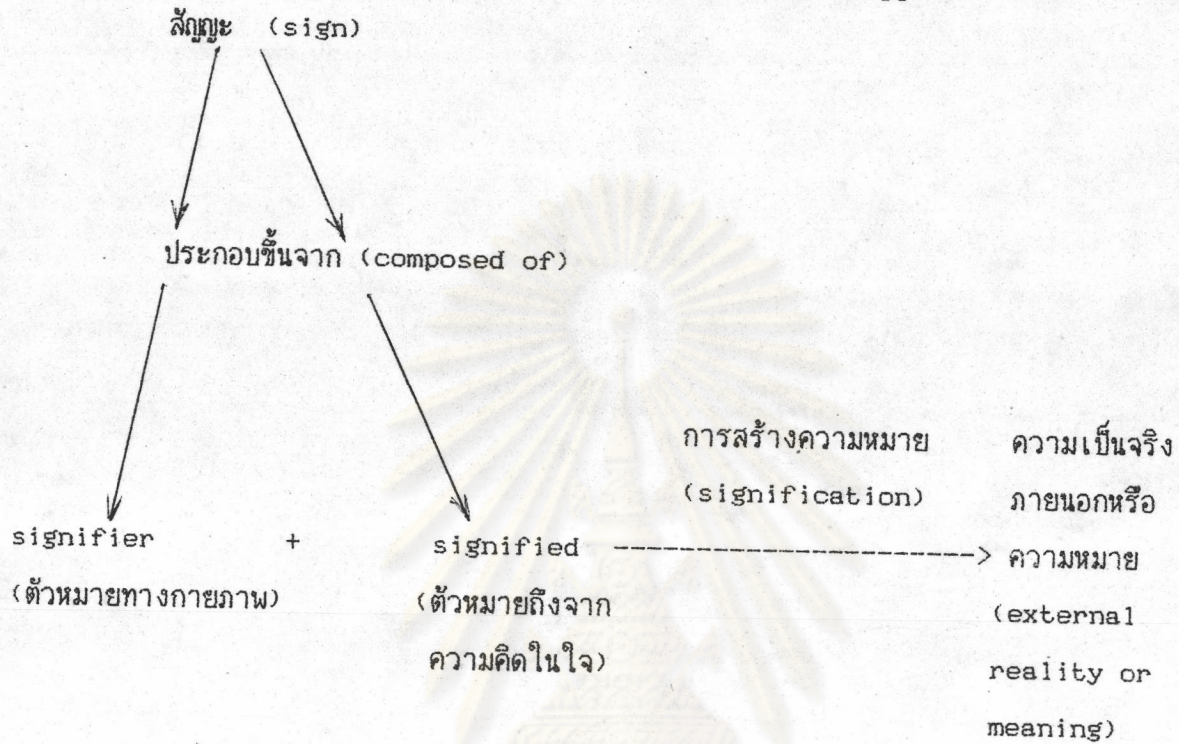 สัญญะ (sign)
ประกอบขึ้นจาก (composed of)
การสร้างความหมาย ความเป็นจริง
(signification) ภายนอกหรือ
signifier + signified -----------------------> ความหมาย
(ตัวหมายทางกายภาพ) (ตัวหมายถึงจาก (external
ความคิดในใจ) reality or
meaning)